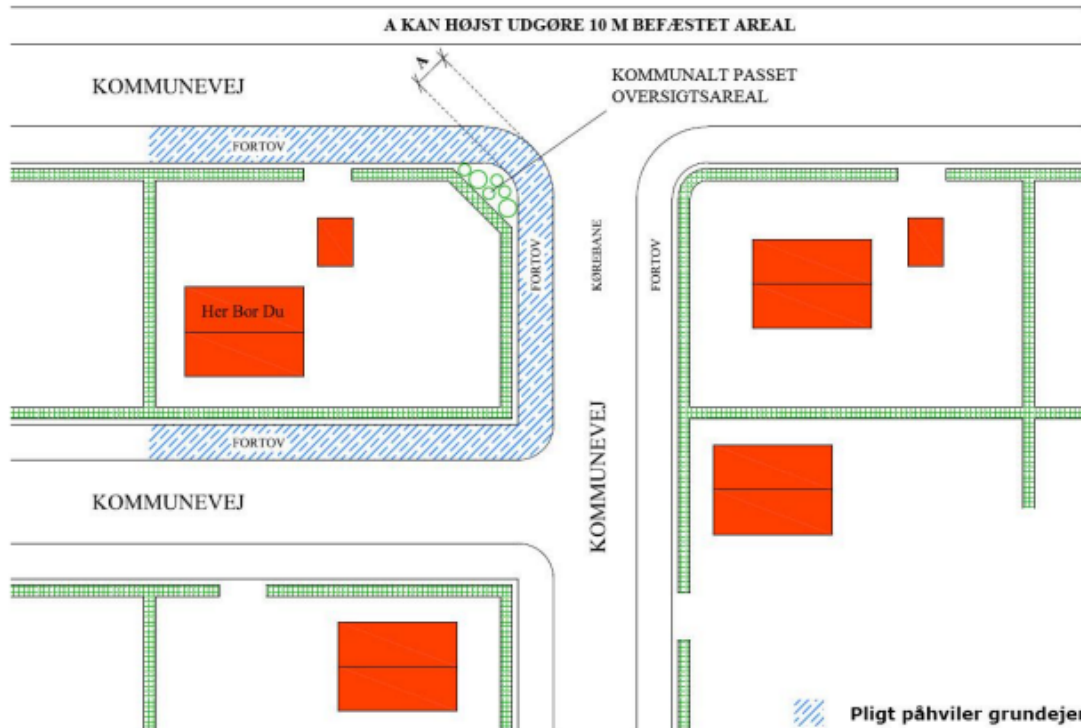 A KAN HØJST UDGØRE 10 M BEFÆSTET AREAL
KOMMUNEVEJ
A
KOMMUNALT PASSET
OVERSIGTSAREAL
FORTOV
FORTOV
KØREBANE
FORTOV
Her Bor Du
FORTOV
KOMMUNEVEJ
KOMMUNEVEJ
Pligt påhviler grundejer